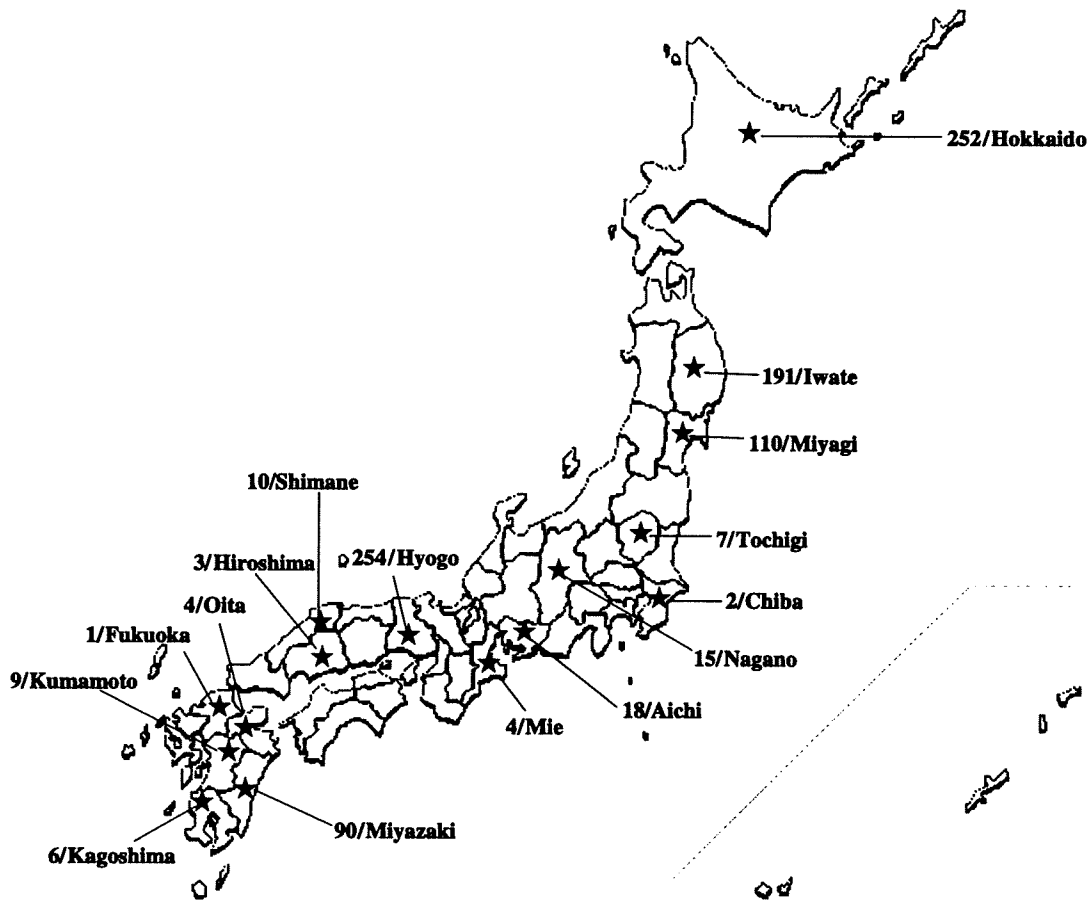 252/Hokkaido
191/Iwate
110/Miyagi
10/Shimane
7/Tochigi
3/Hiroshima
254/Hyogo
4/Oita
2/Chiba
1/Fukuoka
15/Nagano
9/Kumamoto
18/Aichi
4/Mie
90/Miyazaki
6/Kagoshima